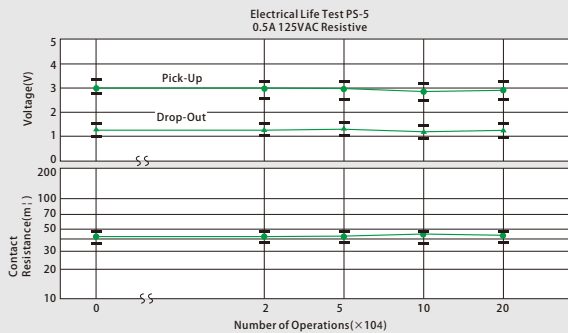 Electrical Life Test PS-5
0.5A 125VAC Resistive
5
4
3
2
1
0
Voltage(V)
Pick-Up
Drop-Out
200
100
70
50
30
20
10
Contact
Resistance(m¦)
0
2
5
10
20
Number of Operations(×104)